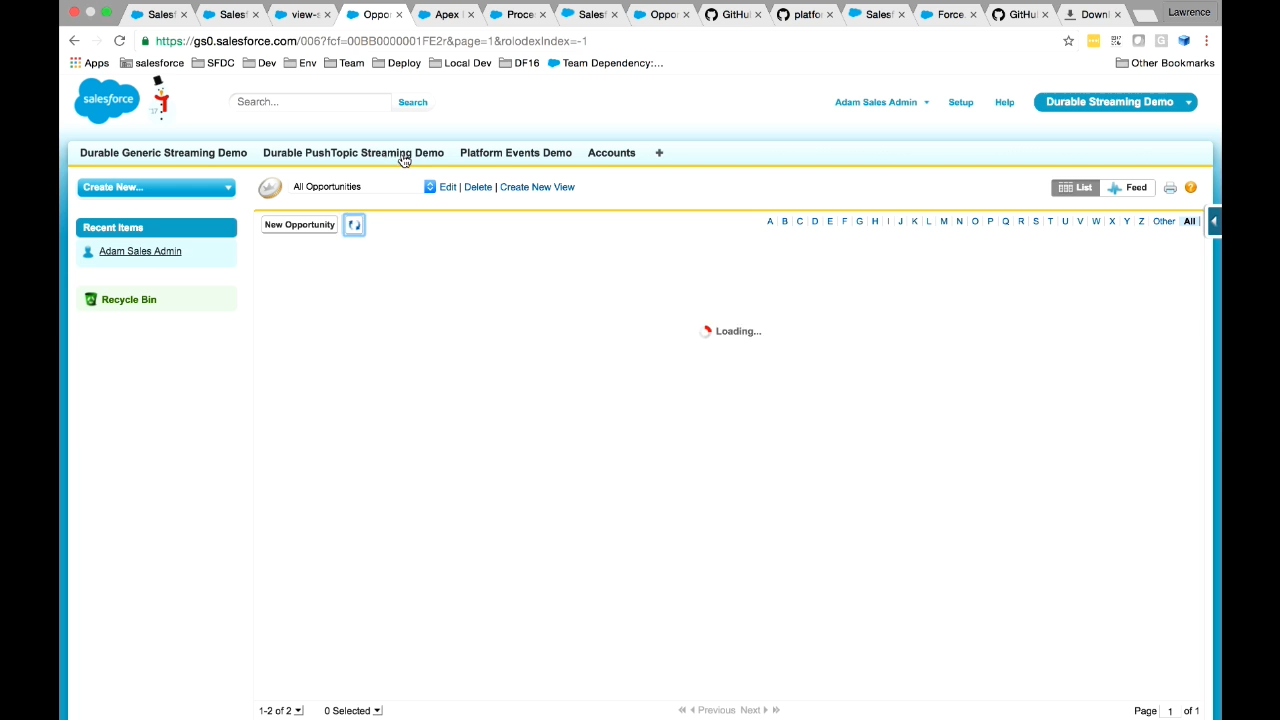 Salesf
Salesf
view-s
Oppor
Apex
Proce
Salesf
Oppor
GitHu
platfo
Salesf
Force
GitHu
Downl
Lawrence
https://gs0.salesforce.com/006?fcf=00BB0000001FE2r&page=1&rolodexIndex=-1
Apps salesforce SFDC Dev Env Team Deploy Local Dev DF16 Team Dependency:... Other Bookmarks
salesforce
Search...
Search
Adam Sales Admin
Setup
Help
Durable Streaming Demo
Durable Generic Streaming Demo Durable PushTopic Streaming Demo Platform Events Demo Accounts +
Create New...
All Opportunities
Edit | Delete | Create New View
List
Feed
Recent Items
Adam Sales Admin
Recycle Bin
New Opportunity
A B C D E F G H I J K L M N O P Q R S T U V W X Y Z Other All
Loading...
1-2 of 2
0 Selected
Previous Next
Page 1 of 1